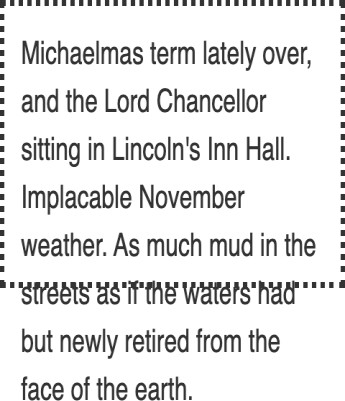 Michaelmas term lately over,
and the Lord Chancellor
sitting in Lincoln's Inn Hall.
Implacable November
weather. As much mud in the
streets as if the waters had
but newly retired from the
face of the earth.